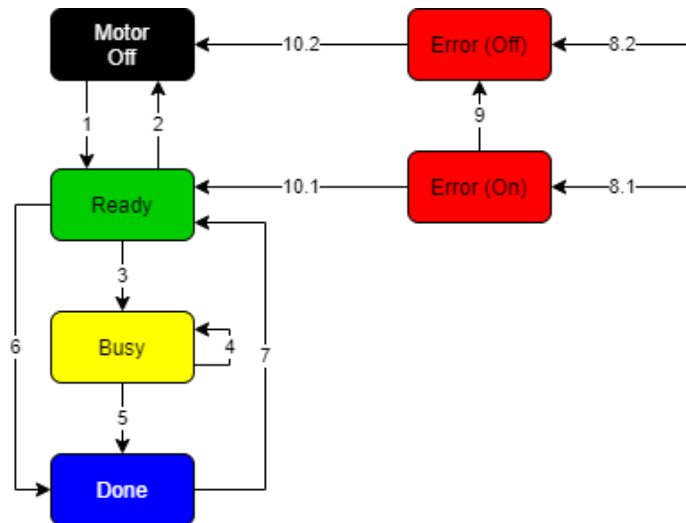 Motor
Off
10.2
Error (Off)
8.2
1
2
9
Ready
10.1
Error (On)
8.1
3
6
Busy
4
7
5
Done